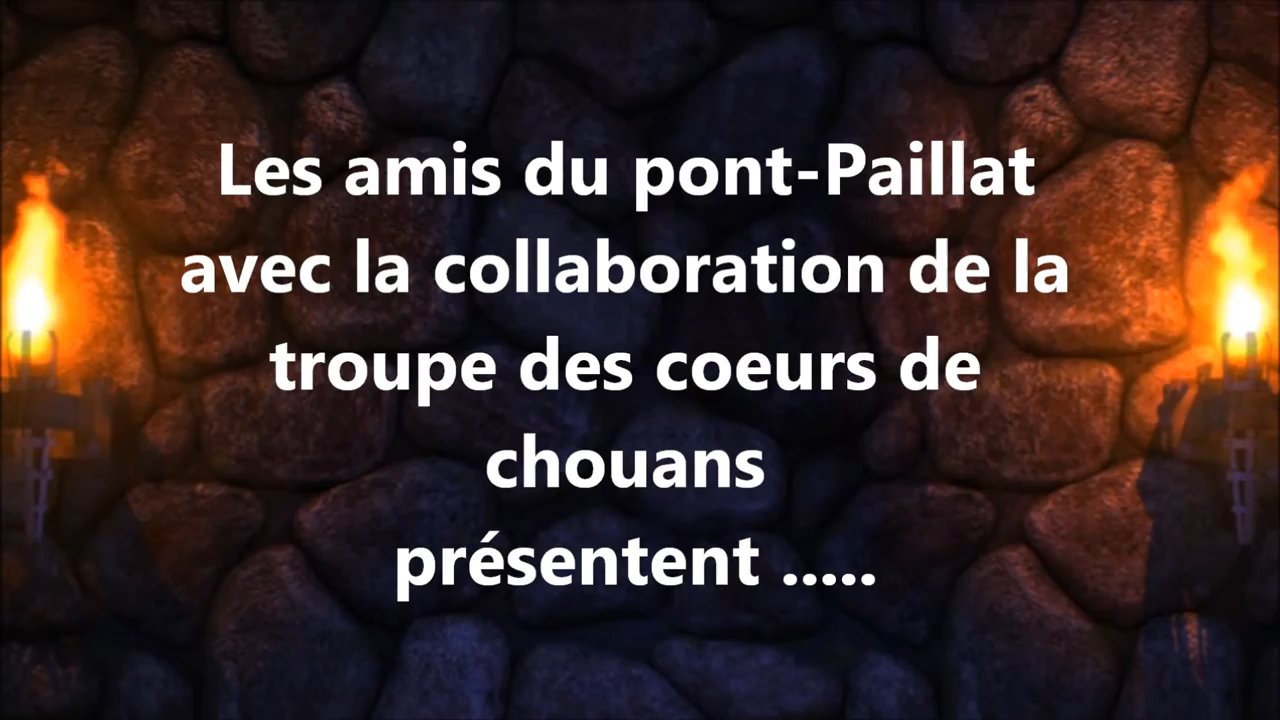 Les amis du pont-Paillat
avec la collaboration de la
troupe des coeurs de
chouans
présentent .....